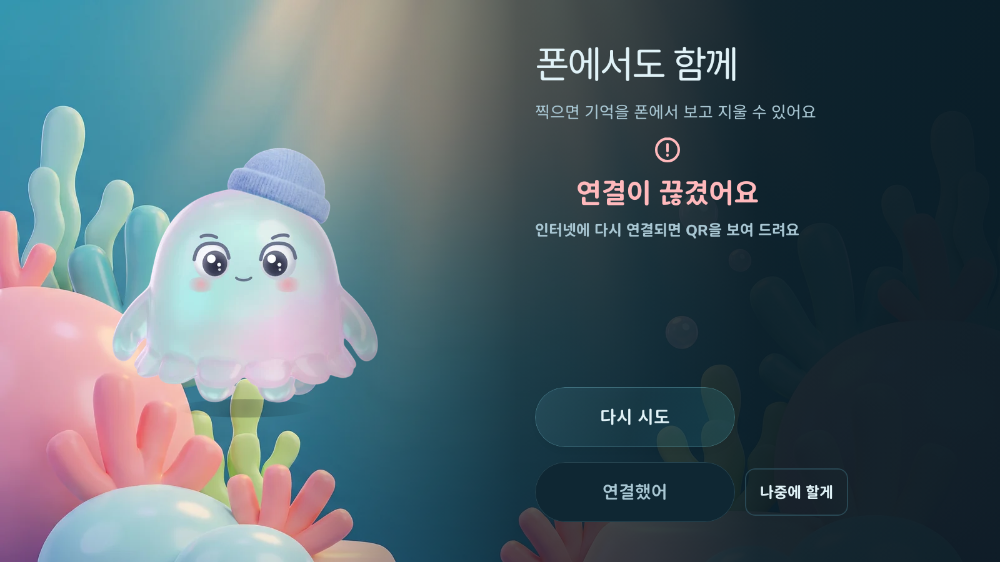 폰에서도 함께
찍으면 기억을 폰에서 보고 지울 수 있어요
연결이 끊겼어요
인터넷에 다시 연결되면 QR을 보여 드려요
다시 시도
연결했어
나중에 할게